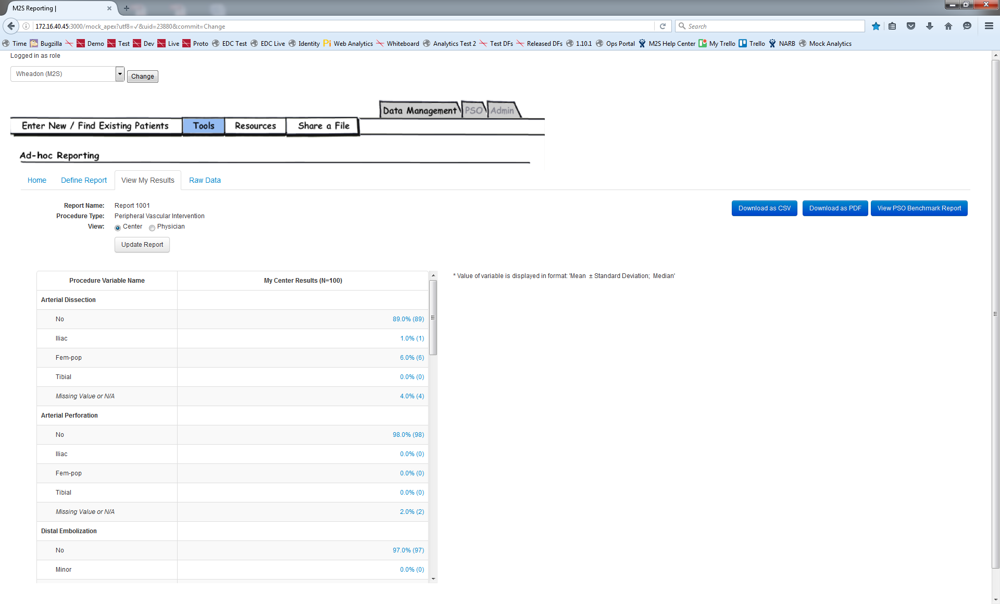 M2S Reporting |
172.16.40.45:3000/mock_apex?utf8=✓&uid=23880&commit=Change
Search
Time Bugzilla Demo Test Dev Live Proto EDC Test EDC Live Identity Web Analytics Whiteboard Analytics Test 2 Test DFs Released DFs 1.10.1 Ops Portal M2S Help Center My Trello Trello NARB Mock Analytics
Logged in as role
Wheadon (M2S) Change
Data Management PSO Admin
Enter New / Find Existing Patients Tools Resources Share a File
Ad-hoc Reporting
Home Define Report View My Results Raw Data
Report Name: Report 1001
Download as CSV Download as PDF View PSO Benchmark Report
Procedure Type: Peripheral Vascular Intervention
View: Center Physician
Update Report
* Value of variable is displayed in format: 'Mean ± Standard Deviation; Median'
Procedure Variable Name My Center Results (N=100)
Arterial Dissection
No 89.0% (89)
Iliac 1.0% (1)
Fem-pop 6.0% (6)
Tibial 0.0% (0)
Missing Value or N/A 4.0% (4)
Arterial Perforation
No 98.0% (98)
Iliac 0.0% (0)
Fem-pop 0.0% (0)
Tibial 0.0% (0)
Missing Value or N/A 2.0% (2)
Distal Embolization
No 97.0% (97)
Minor 0.0% (0)